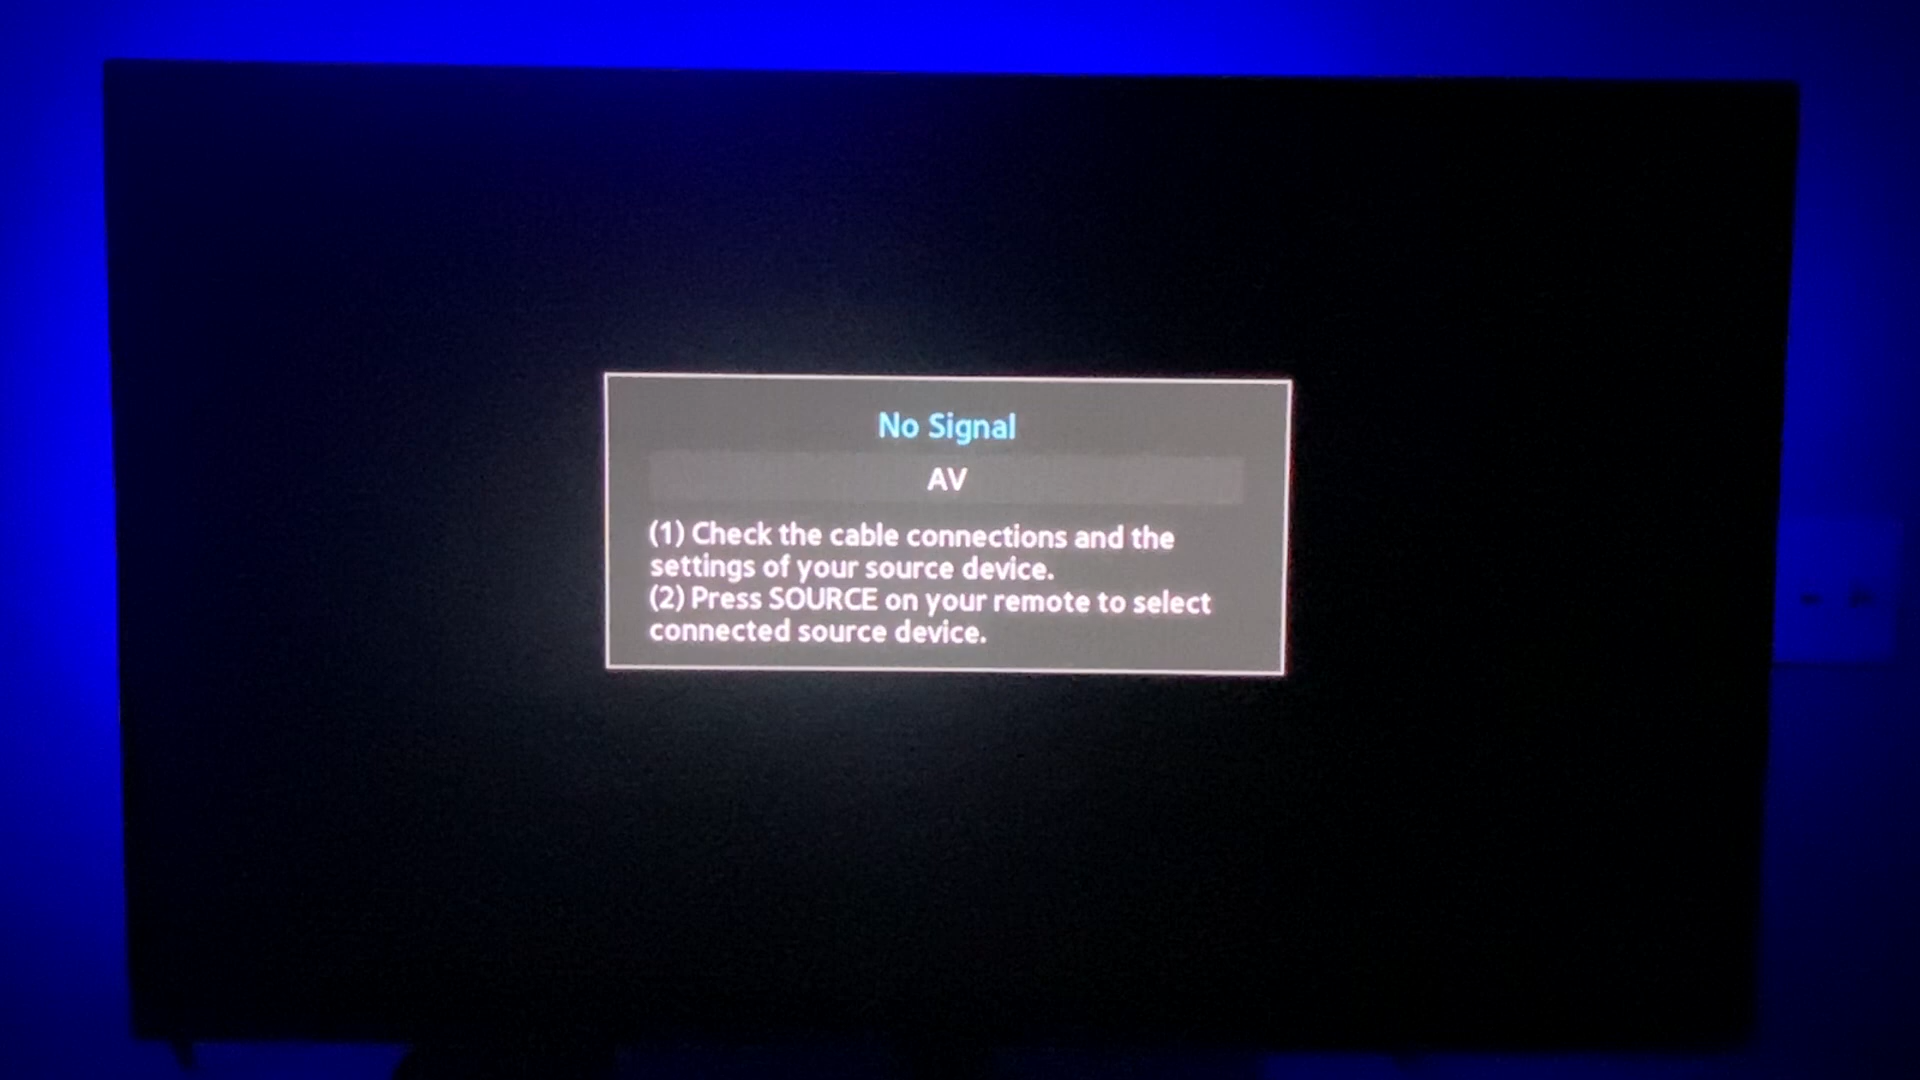 No Signal
AV
(1) Check the cable connections and the
settings of your source device.
(2) Press SOURCE on your remote to select
connected source device.